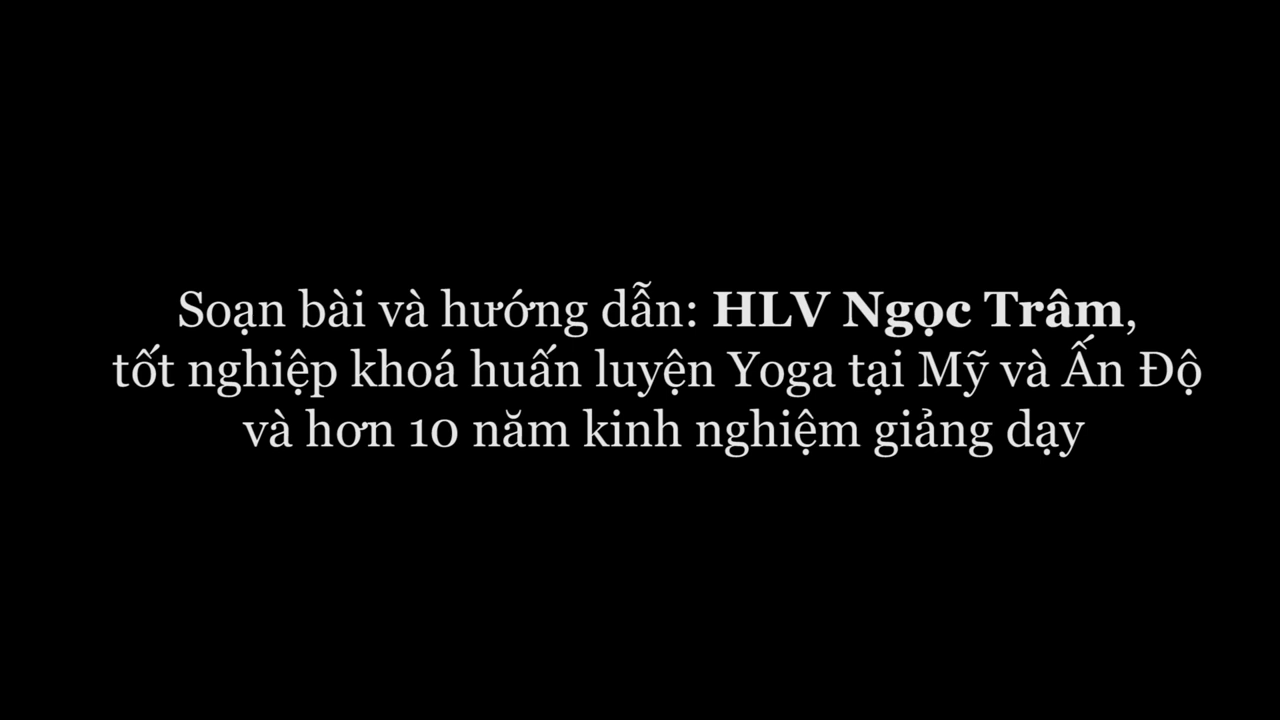 Soạn bài và hướng dẫn: HLV Ngọc Trâm,
tốt nghiệp khoá huấn luyện Yoga tại Mỹ và Ấn Độ
và hơn 10 năm kinh nghiệm giảng dạy